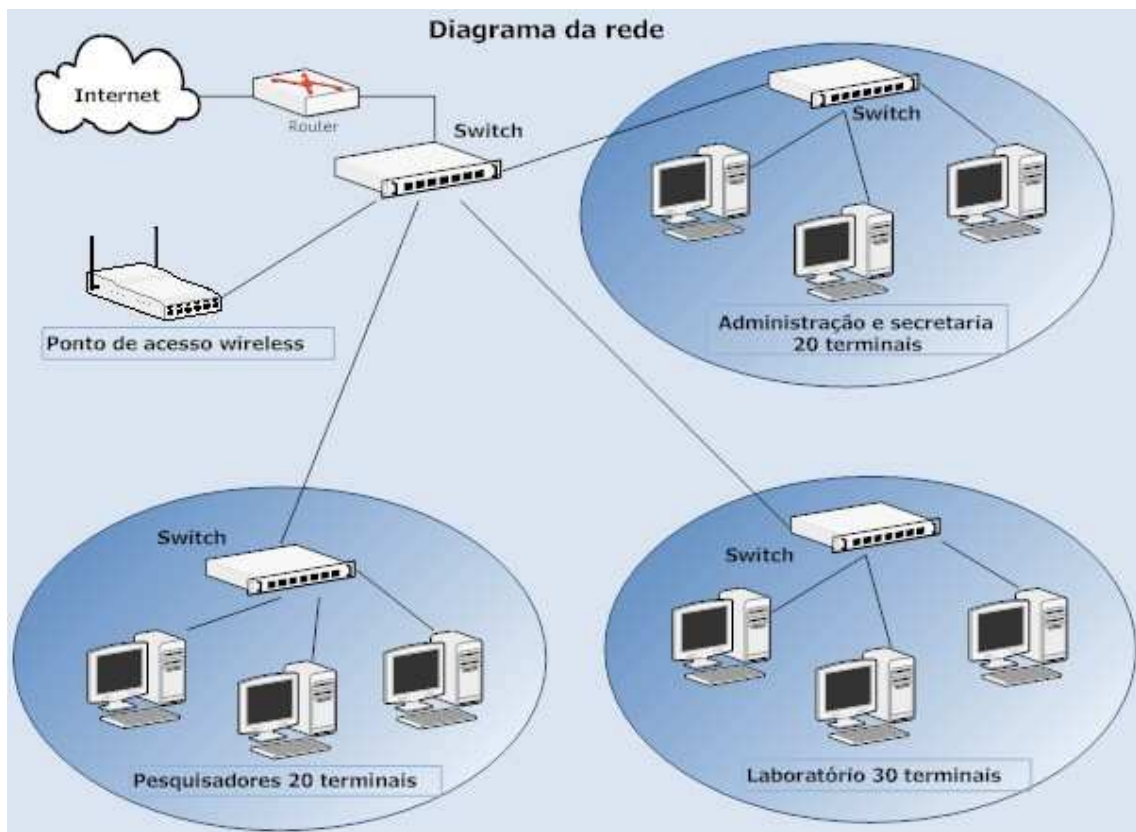 Diagrama da rede
Internet
Router
Switch
Switch
Administração e secretaria
20 terminais
Ponto de acesso wireless
Switch
Pesquisadores 20 terminais
Switch
Laboratório 30 terminais